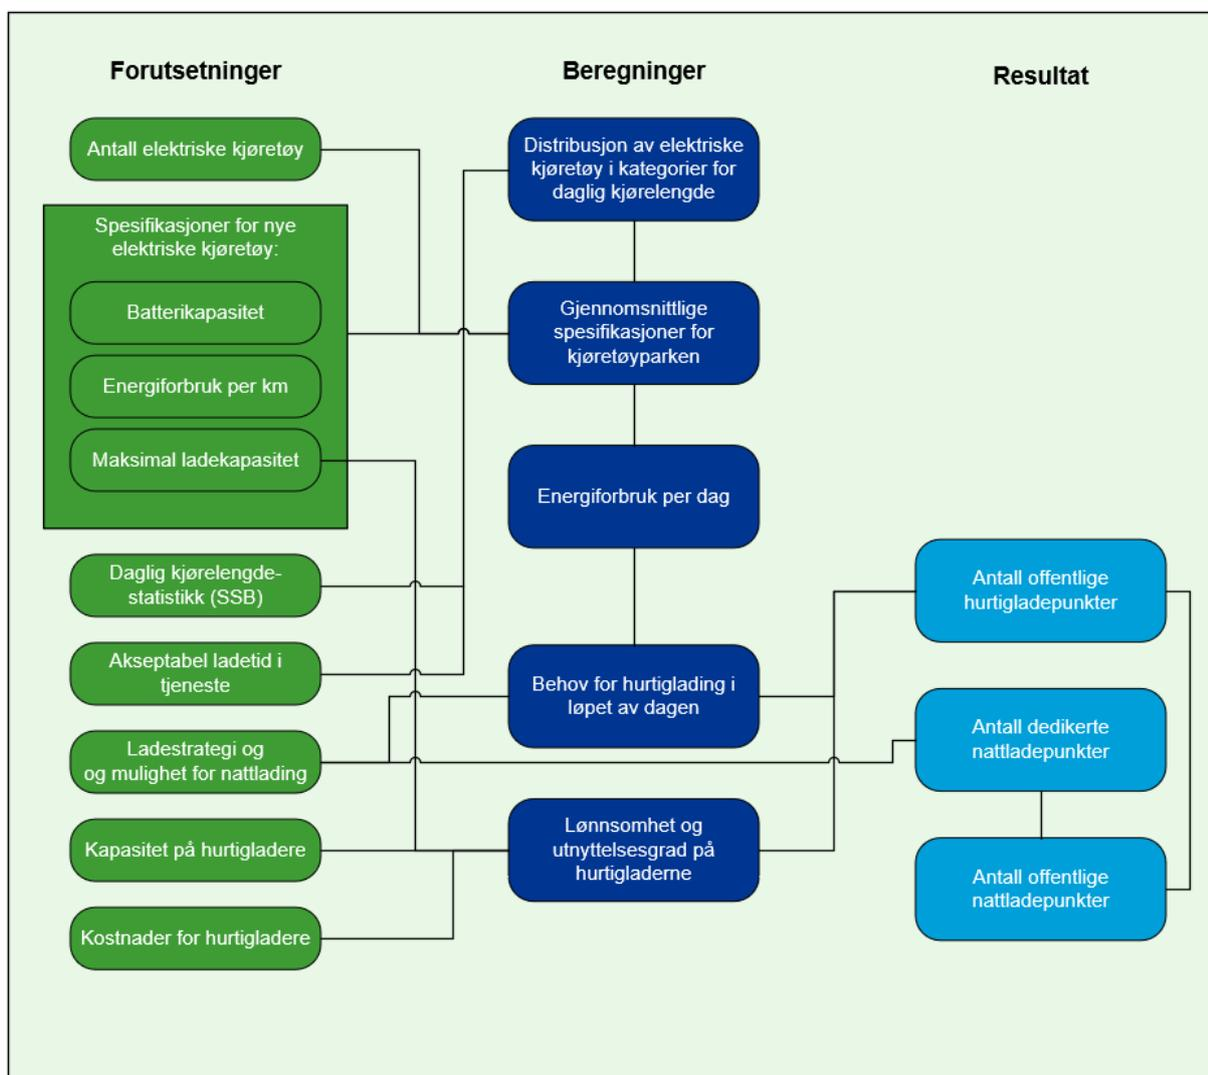 Forutsetninger
Antall elektriske kjøretøy
Spesifikasjoner for nye
elektriske kjøretøy:
Batterikapasitet
Energiforbruk per km
Maksimal ladekapasitet
Daglig kjørelengde-
statistikk (SSB)
Akseptabel ladetid i
tjeneste
Ladestrategi og
og mulighet for nattlading
Kapasitet på hurtigladere
Kostnader for hurtigladere
Beregninger
Distribusjon av elektriske
kjøretøy i kategorier for
daglig kjørelengde
Gjennomsnittlige
spesifikasjoner for
kjøretøyparken
Energiforbruk per dag
Behov for hurtiglading i
løpet av dagen
Lønnsomhet og
utnyttelsesgrad på
hurtigladerne
Resultat
Antall offentlige
hurtigladepunkter
Antall dedikerte
nattladepunkter
Antall offentlige
nattladepunkter